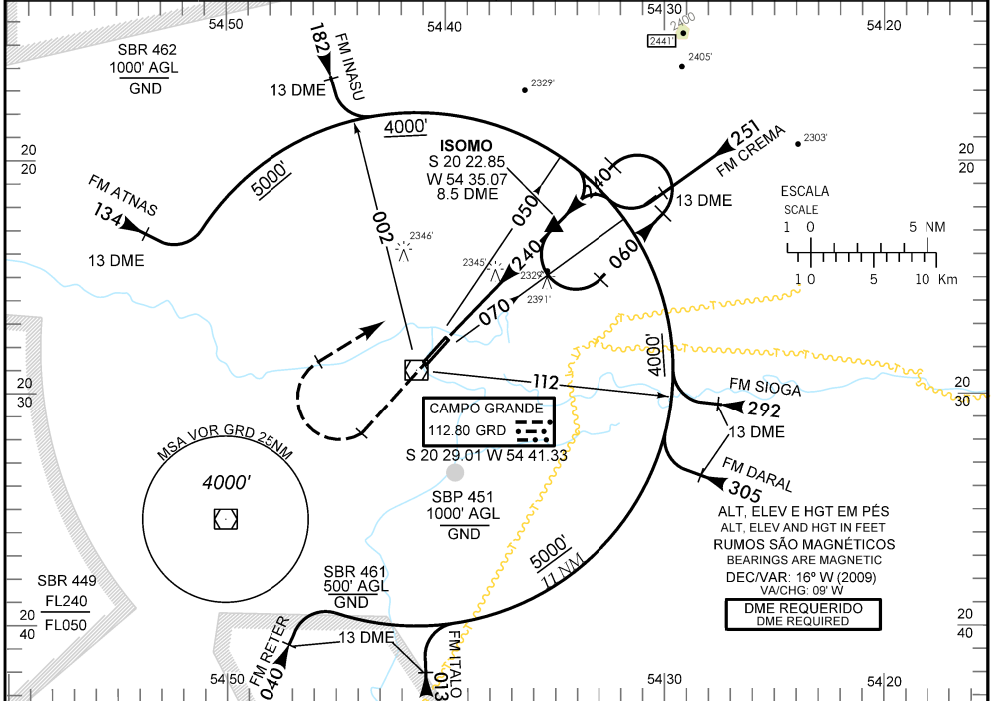 54 50
54 40
54 30
54 20
2400
2441'
2405'
SBR 462
1000' AGL
GND
182
FM INASU
13 DME
2329'
4000'
251
FM CREMA
2303'
20
20
20
20
ISOMO
S 20 22.85
W 54 35.07
8.5 DME
5000'
240
13 DME
FM ATNAS
134
13 DME
ESCALA
SCALE
1 0 5 NM
1 0 5 10 Km
002
050
060
2346'
2345'
240
2329'
2391'
070
4000'
112
20
30
20
30
FM SIOGA
292
13 DME
CAMPO GRANDE
112.80 GRD
S 20 29.01 W 54 41.33
MSA VOR GRD 25NM
4000'
FM DARAL
305
SBP 451
1000' AGL
GND
ALT, ELEV E HGT EM PÉS
ALT, ELEV AND HGT IN FEET
RUMOS SÃO MAGNÉTICOS
BEARINGS ARE MAGNETIC
DEC/VAR: 16º W (2009)
VA/CHG: 09' W
DME REQUERIDO
DME REQUIRED
5000'
11 NM
SBR 449
FL240
FL050
SBR 461
500' AGL
GND
20
40
20
40
13 DME
FM RETER
040
FM ITALO
013
54 50
54 30
54 20